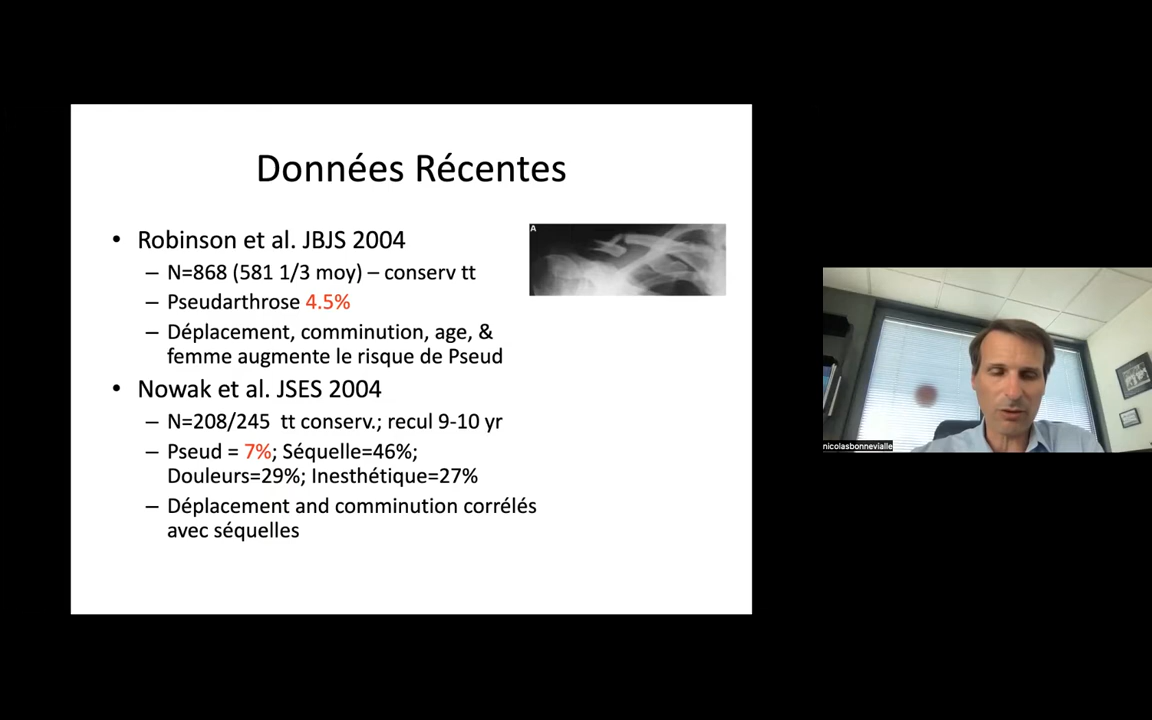 Données Récentes
• Robinson et al. JBJS 2004
– N=868 (581 1/3 moy) – conserv tt
– Pseudarthrose 4.5%
– Déplacement, comminution, age, &
femme augmente le risque de Pseud
• Nowak et al. JSES 2004
– N=208/245 tt conserv.; recul 9-10 yr
– Pseud = 7%; Séquelle=46%;
Douleurs=29%; Inesthétique=27%
– Déplacement and comminution corrélés
avec séquelles
A
nicolasbonnevialle